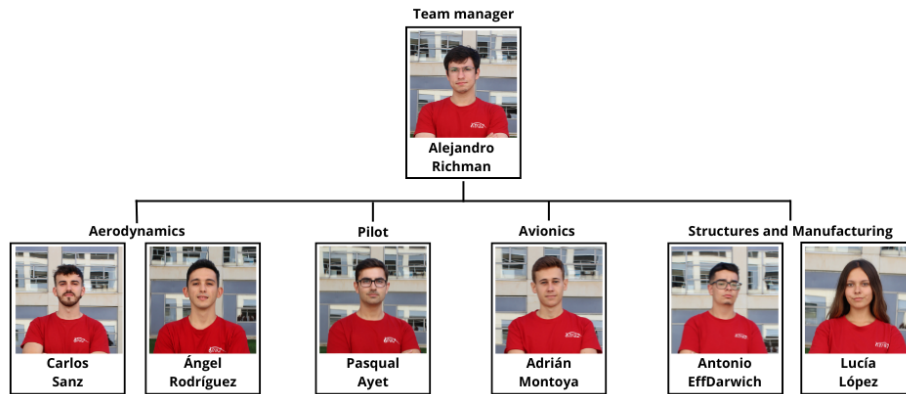 Team manager
Alejandro
Richman
Aerodynamics
Pilot
Avionics
Structures and Manufacturing
Carlos
Sanz
Ángel
Rodríguez
Pasqual
Ayet
Adrián
Montoya
Antonio
EffDarwich
Lucía
López